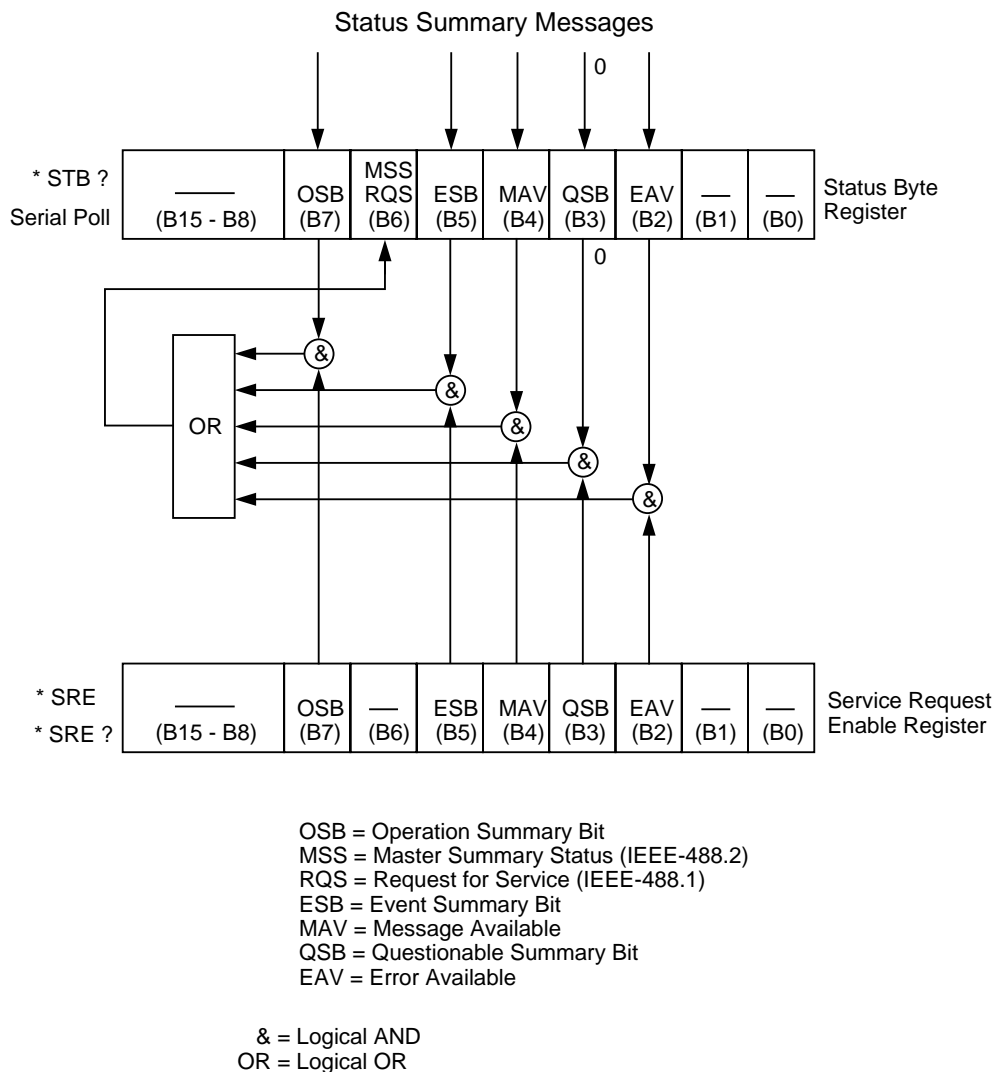 Status Summary Messages
0
* STB ?
Serial Poll
(B15 - B8)
OSB
(B7)
MSS
RQS
(B6)
ESB
(B5)
MAV
(B4)
QSB
(B3)
EAV
(B2)
(B1)
(B0)
Status Byte
Register
0
&
&
OR
&
&
&
* SRE
* SRE ?
(B15 - B8)
OSB
(B7)
(B6)
ESB
(B5)
MAV
(B4)
QSB
(B3)
EAV
(B2)
(B1)
(B0)
Service Request
Enable Register
OSB = Operation Summary Bit
MSS = Master Summary Status (IEEE-488.2)
RQS = Request for Service (IEEE-488.1)
ESB = Event Summary Bit
MAV = Message Available
QSB = Questionable Summary Bit
EAV = Error Available
& = Logical AND
OR = Logical OR